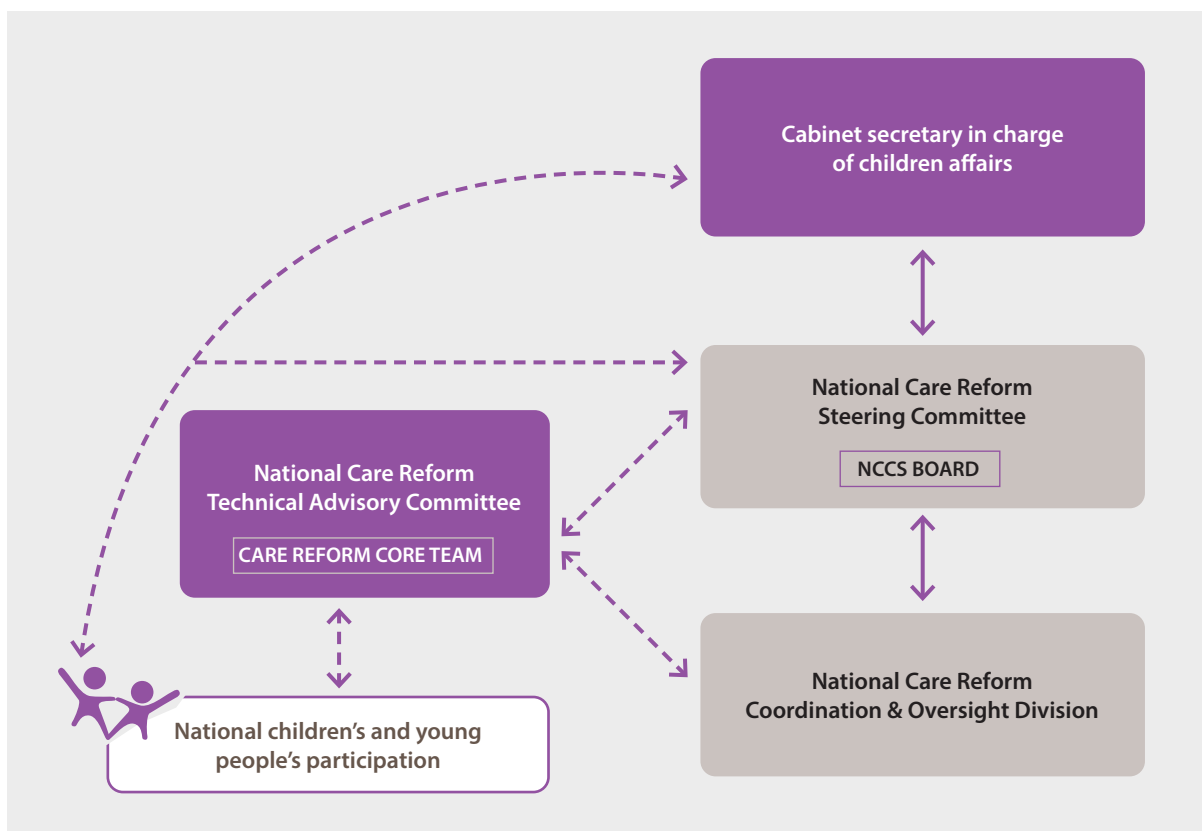 Cabinet secretary in charge
of children affairs
National Care Reform
Steering Committee
NCCS BOARD
National Care Reform
Technical Advisory Committee
CARE REFORM CORE TEAM
National Care Reform
Coordination & Oversight Division
National children’s and young
people’s participation